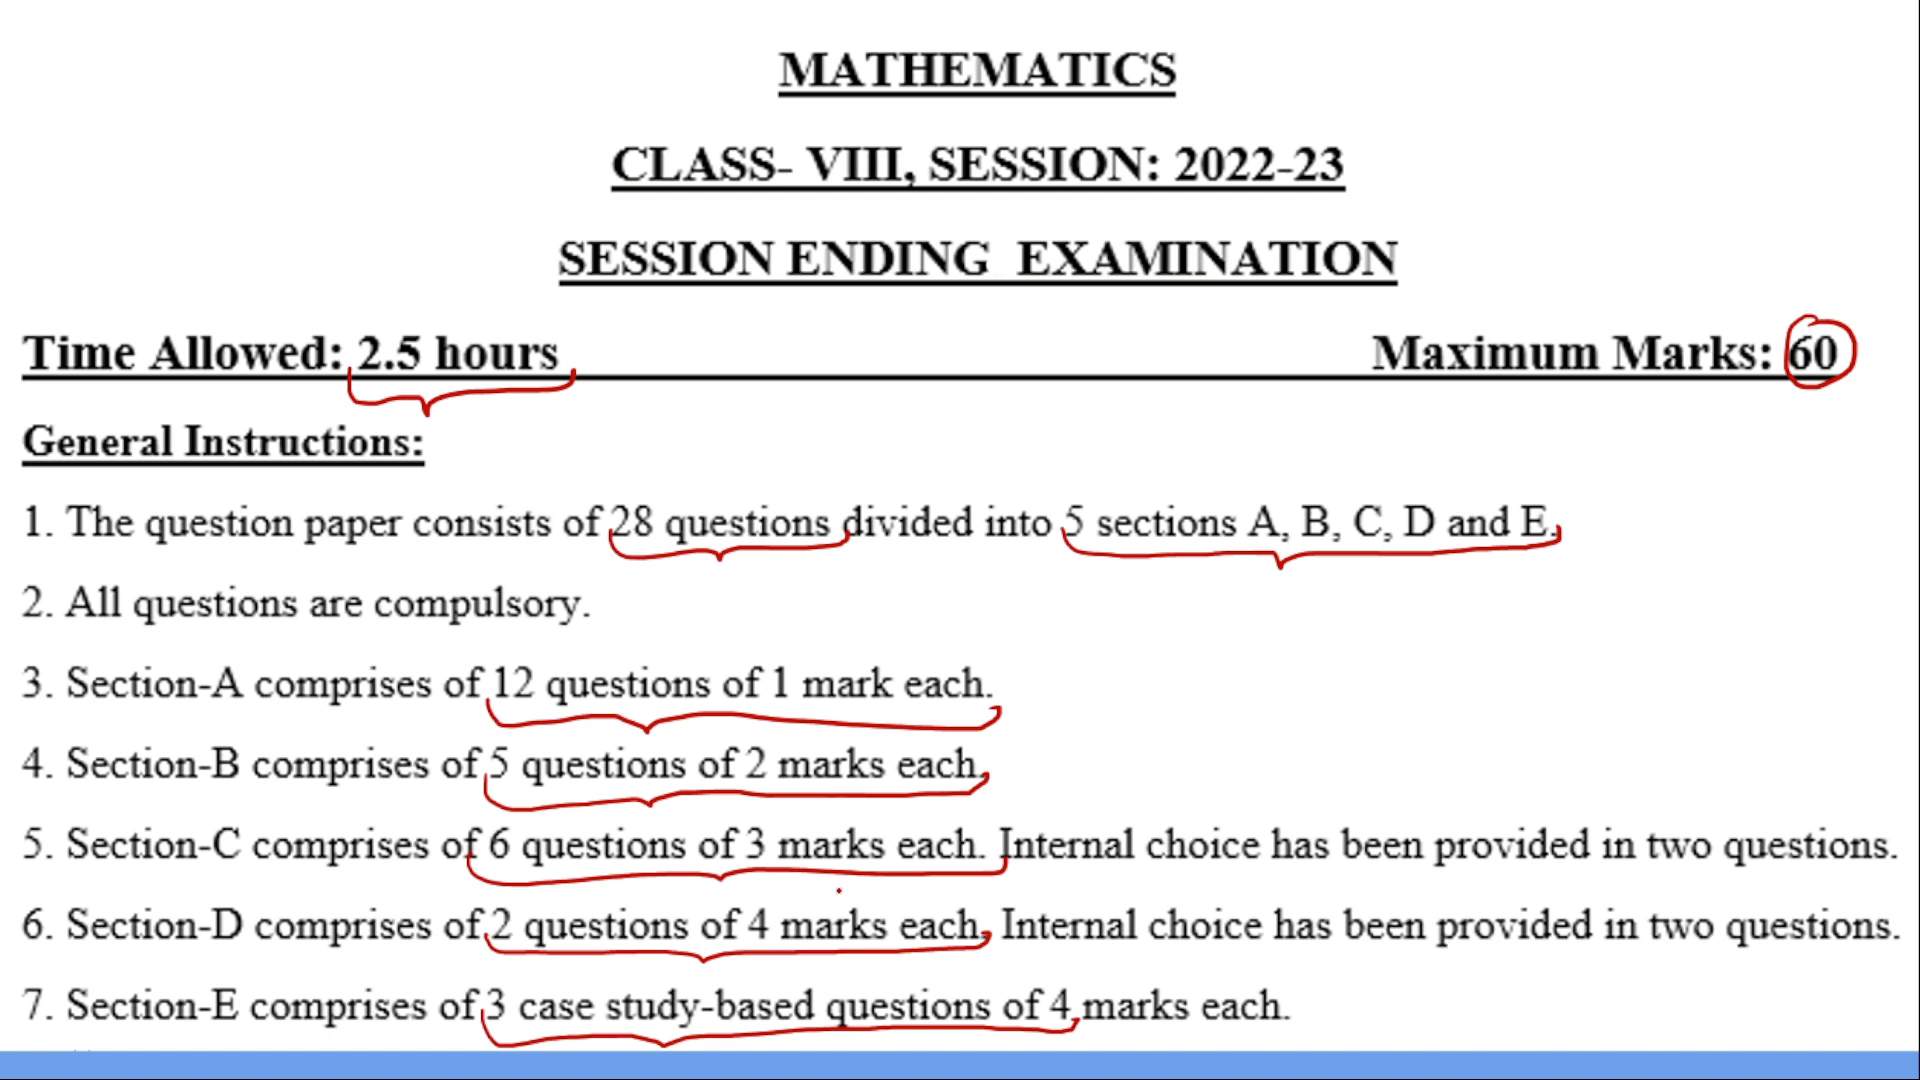 MATHEMATICS
CLASS- VIII, SESSION: 2022-23
SESSION ENDING EXAMINATION
Time Allowed: 2.5 hours Maximum Marks: 60
General Instructions:
1. The question paper consists of 28 questions divided into 5 sections A, B, C, D and E.
2. All questions are compulsory.
3. Section-A comprises of 12 questions of 1 mark each.
4. Section-B comprises of 5 questions of 2 marks each.
5. Section-C comprises of 6 questions of 3 marks each. Internal choice has been provided in two questions.
6. Section-D comprises of 2 questions of 4 marks each. Internal choice has been provided in two questions.
7. Section-E comprises of 3 case study-based questions of 4 marks each.